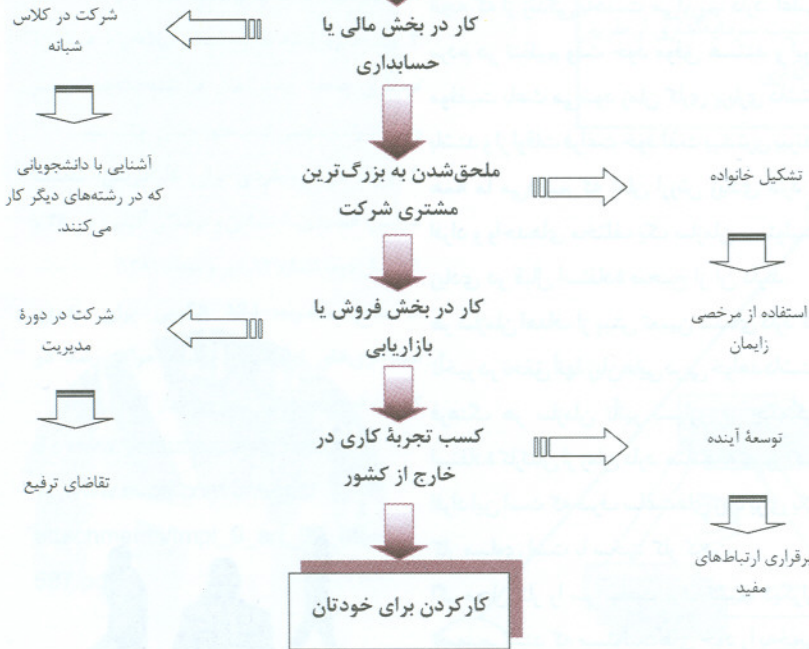 شرکت در کلاس
شبانه
کار در بخش مالی یا
حسابداری
آشنایی با دانشجویانی
که در رشته‌های دیگر کار
می‌کنند.
ملحق‌شدن به بزرگ‌ترین
مشتری شرکت
تشکیل خانواده
کار در بخش فروش یا
بازاریابی
شرکت در دورهٔ
مدیریت
استفاده از مرخصی
زایمان
کسب تجربهٔ کاری در
خارج از کشور
تقاضای ترفیع
توسعهٔ آینده
برقراری ارتباط‌های
مفید
کارکردن برای خودتان